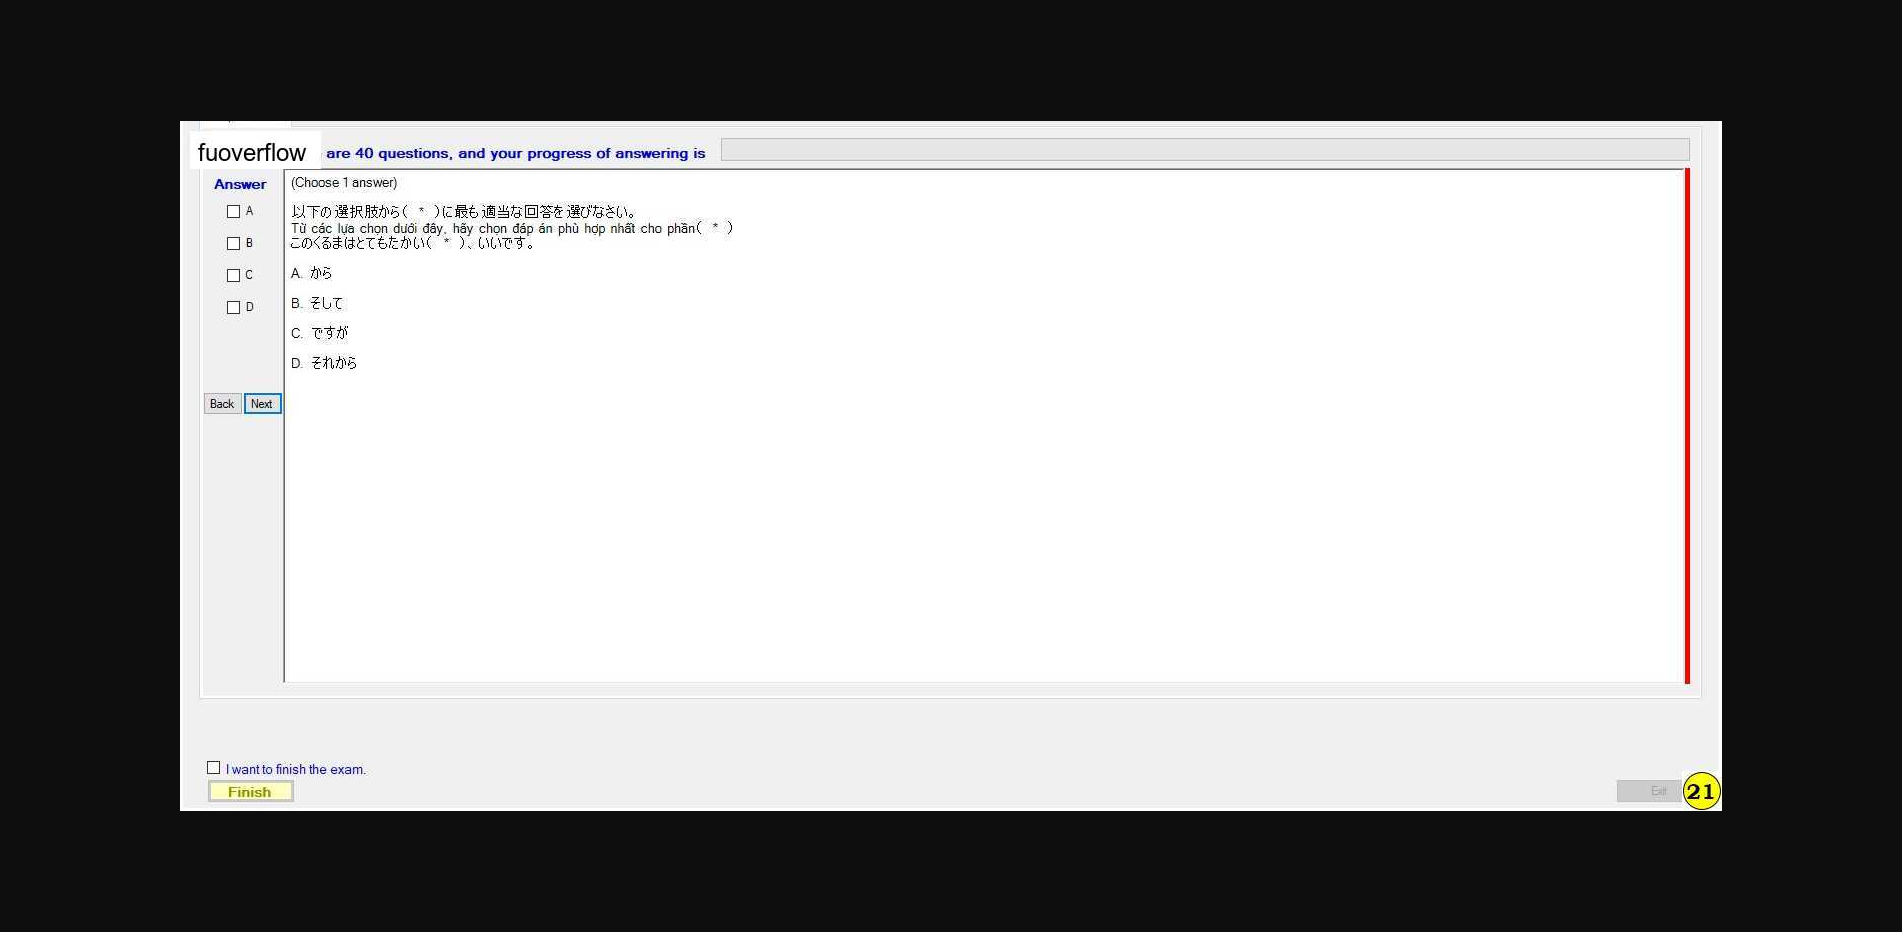 fuoverflow are 40 questions, and your progress of answering is
Answer
(Choose 1 answer)
A
以下の選択肢から( * )に最も適当な回答を選びなさい。
Từ các lựa chọn dưới đây, hãy chọn đáp án phù hợp nhất cho phần( * )
B
このくるまはとてもたかい( * )、いいです。
C
A. から
D
B. そして
C. ですが
D. それから
Back Next
I want to finish the exam.
Finish
Exit
21